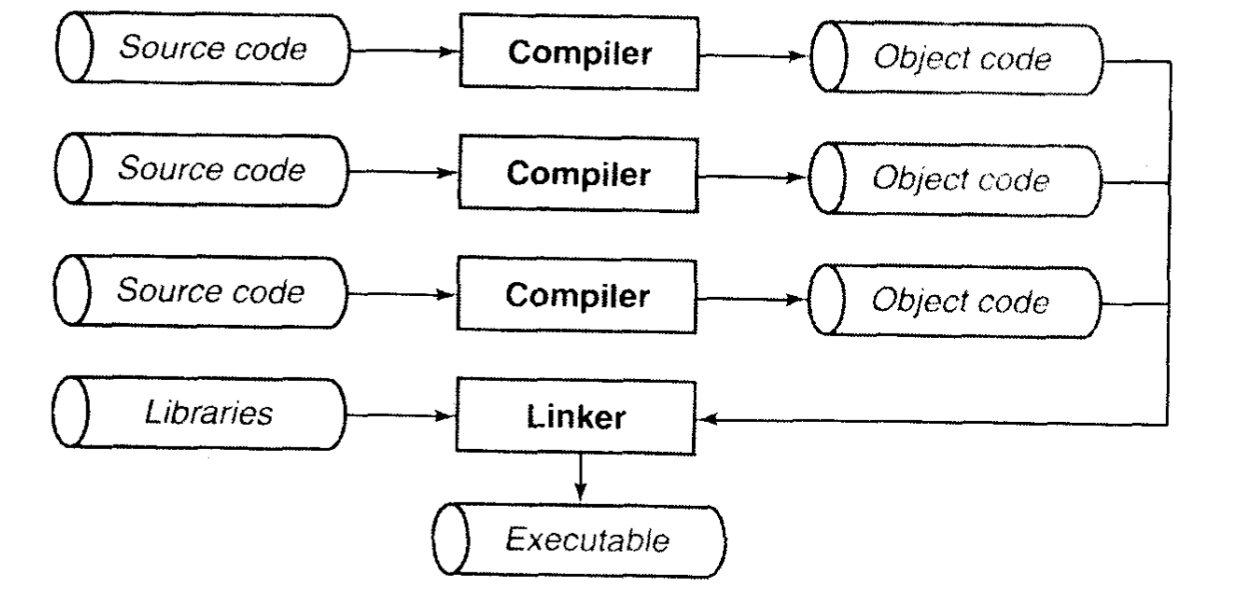 Source code
Compiler
Object code
Source code
Compiler
Object code
Source code
Compiler
Object code
Libraries
Linker
Executable